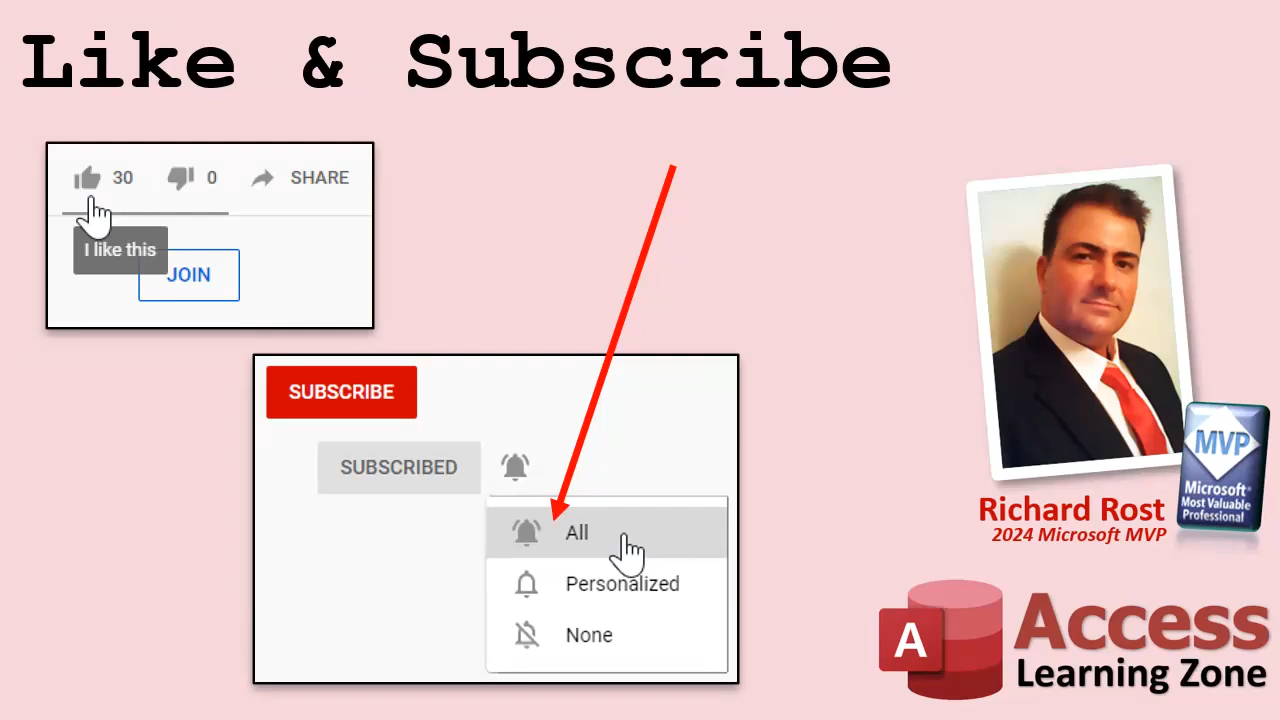 Like & Subscribe
30 0 SHARE
I like this
JOIN
SUBSCRIBE
SUBSCRIBED
All
Personalized
None
MVP
Microsoft®
Most Valuable
Professional
Richard Rost
2024 Microsoft MVP
A
Access
Learning Zone